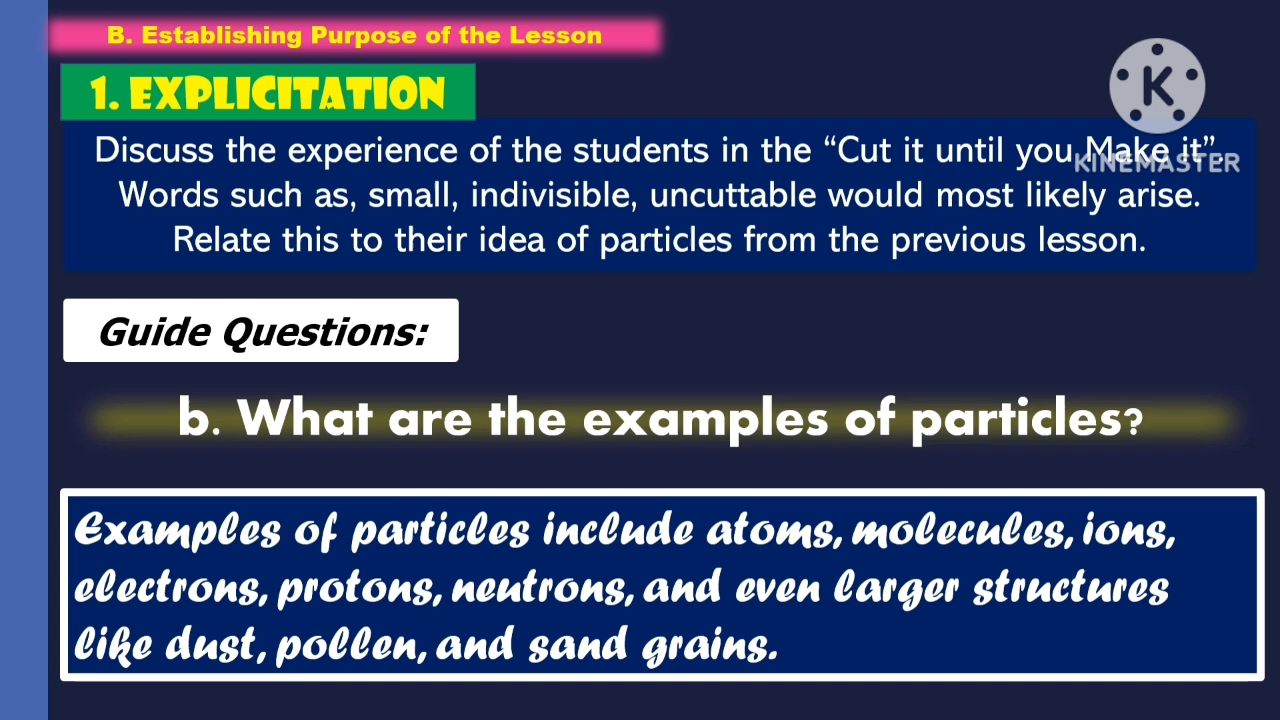 B. Establishing Purpose of the Lesson
1. EXPLICITATION
K
Discuss the experience of the students in the “Cut it until you Make it”.
KINEMASTER
Words such as, small, indivisible, uncuttable would most likely arise.
Relate this to their idea of particles from the previous lesson.
Guide Questions:
b. What are the examples of particles?
Examples of particles include atoms, molecules, ions,
electrons, protons, neutrons, and even larger structures
like dust, pollen, and sand grains.